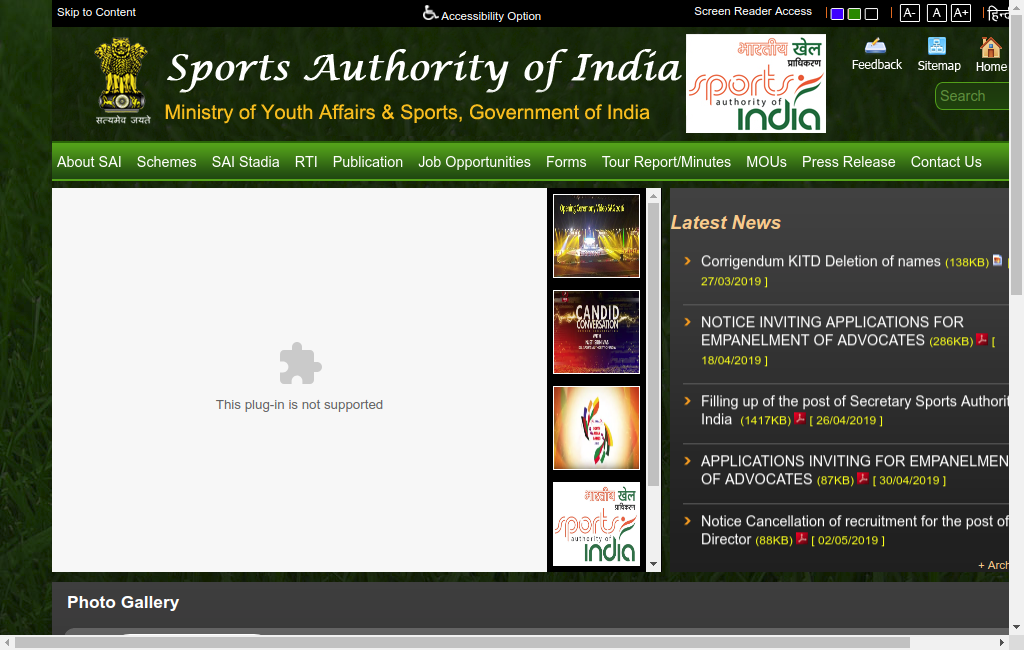 Skip to Content
Accessibility Option
Screen Reader Access
A-
A
A+
सत्यमेव जयते
Sports Authority of India
Ministry of Youth Affairs & Sports, Government of India
भारतीय खेल
प्राधिकरण
sports
authority of
india
Feedback
Sitemap
Home
Search
About SAI
Schemes
SAI Stadia
RTI
Publication
Job Opportunities
Forms
Tour Report/Minutes
MOUs
Press Release
Contact Us
This plug-in is not supported
CANDID
CONVERSATION
भारतीय खेल
प्राधिकरण
sports
authority of
india
Latest News
Corrigendum KITD Deletion of names (138KB) [
27/03/2019 ]
NOTICE INVITING APPLICATIONS FOR
EMPANELMENT OF ADVOCATES (286KB) [
18/04/2019 ]
Filling up of the post of Secretary Sports Authorit
India (1417KB) [ 26/04/2019 ]
APPLICATIONS INVITING FOR EMPANELMEN
OF ADVOCATES (87KB) [ 30/04/2019 ]
Notice Cancellation of recruitment for the post of
Director (88KB) [ 02/05/2019 ]
+ Arch
Photo Gallery